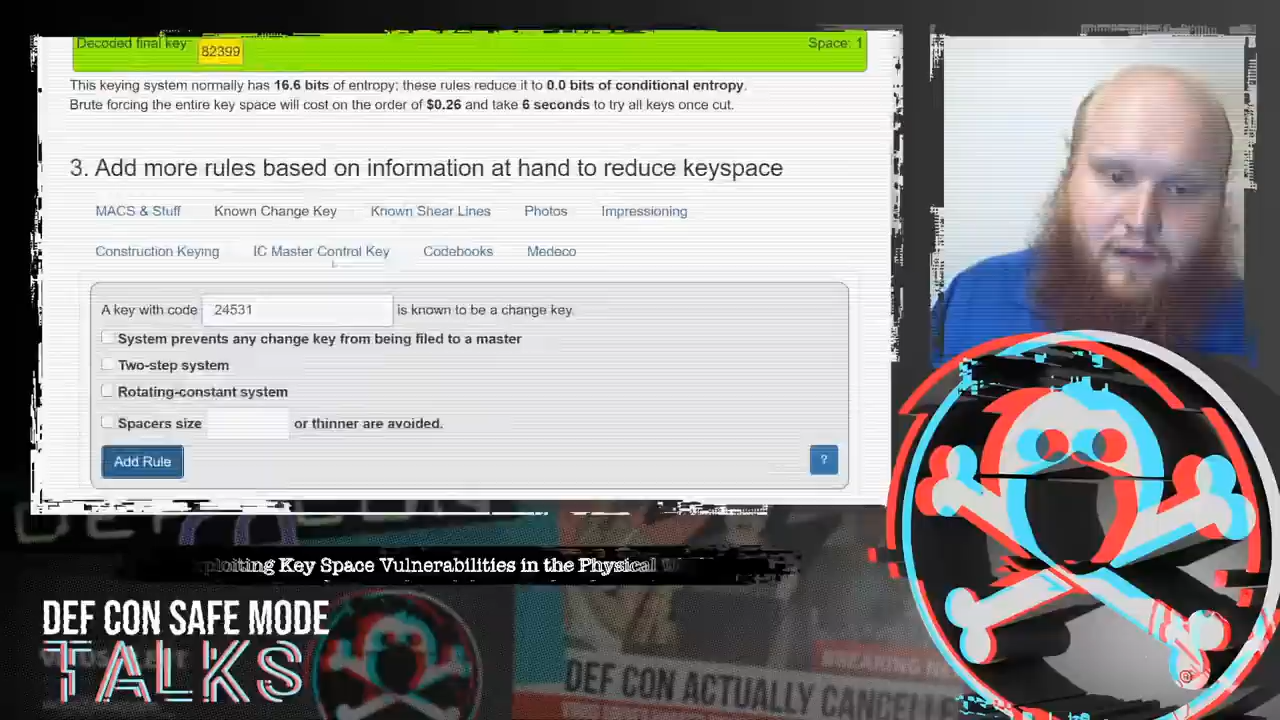 Decoded final key
82399
Space: 1
This keying system normally has 16.6 bits of entropy; these rules reduce it to 0 bits of conditional entropy.
Brute forcing the entire key space will cost on the order of $0.26 and take 6 seconds to try all keys once cut.
3. Add more rules based on information at hand to reduce keyspace
MACS & Stuff
Known Change Key
Known Shear Lines
Photos
Impressioning
Construction Keying
IC Master Control Key
Codebooks
Medeco
A key with code 24531 is known to be a change key.
System prevents any change key from being filed to a master
Two-step system
Rotating-constant system
Spacers size or thinner are avoided.
Add Rule
?
ploiting Key Space Vulnerabilities in the Physical
DEF CON SAFE MODE
TALKS
BREAKING NE
DEF CON ACTUALLY CANCELLE
®